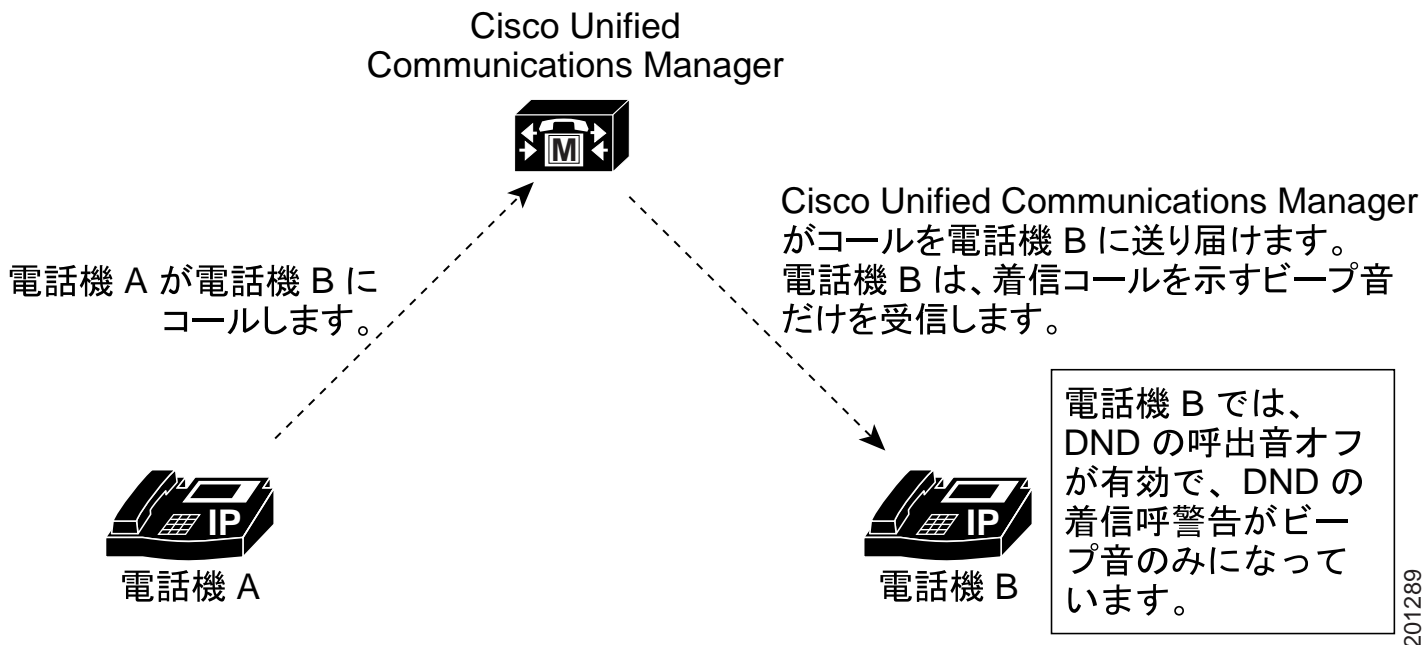 Cisco Unified
Communications Manager
M
Cisco Unified Communications Manager
がコールを電話機 B に送り届けます。
電話機 B は、着信コールを示すビープ音
だけを受信します。
電話機 A が電話機 B に
コールします。
電話機 B では、
DND の呼出音オフ
が有効で、DND の
着信呼警告がビー
プ音のみになって
います。
IP
電話機 A
IP
電話機 B
201289